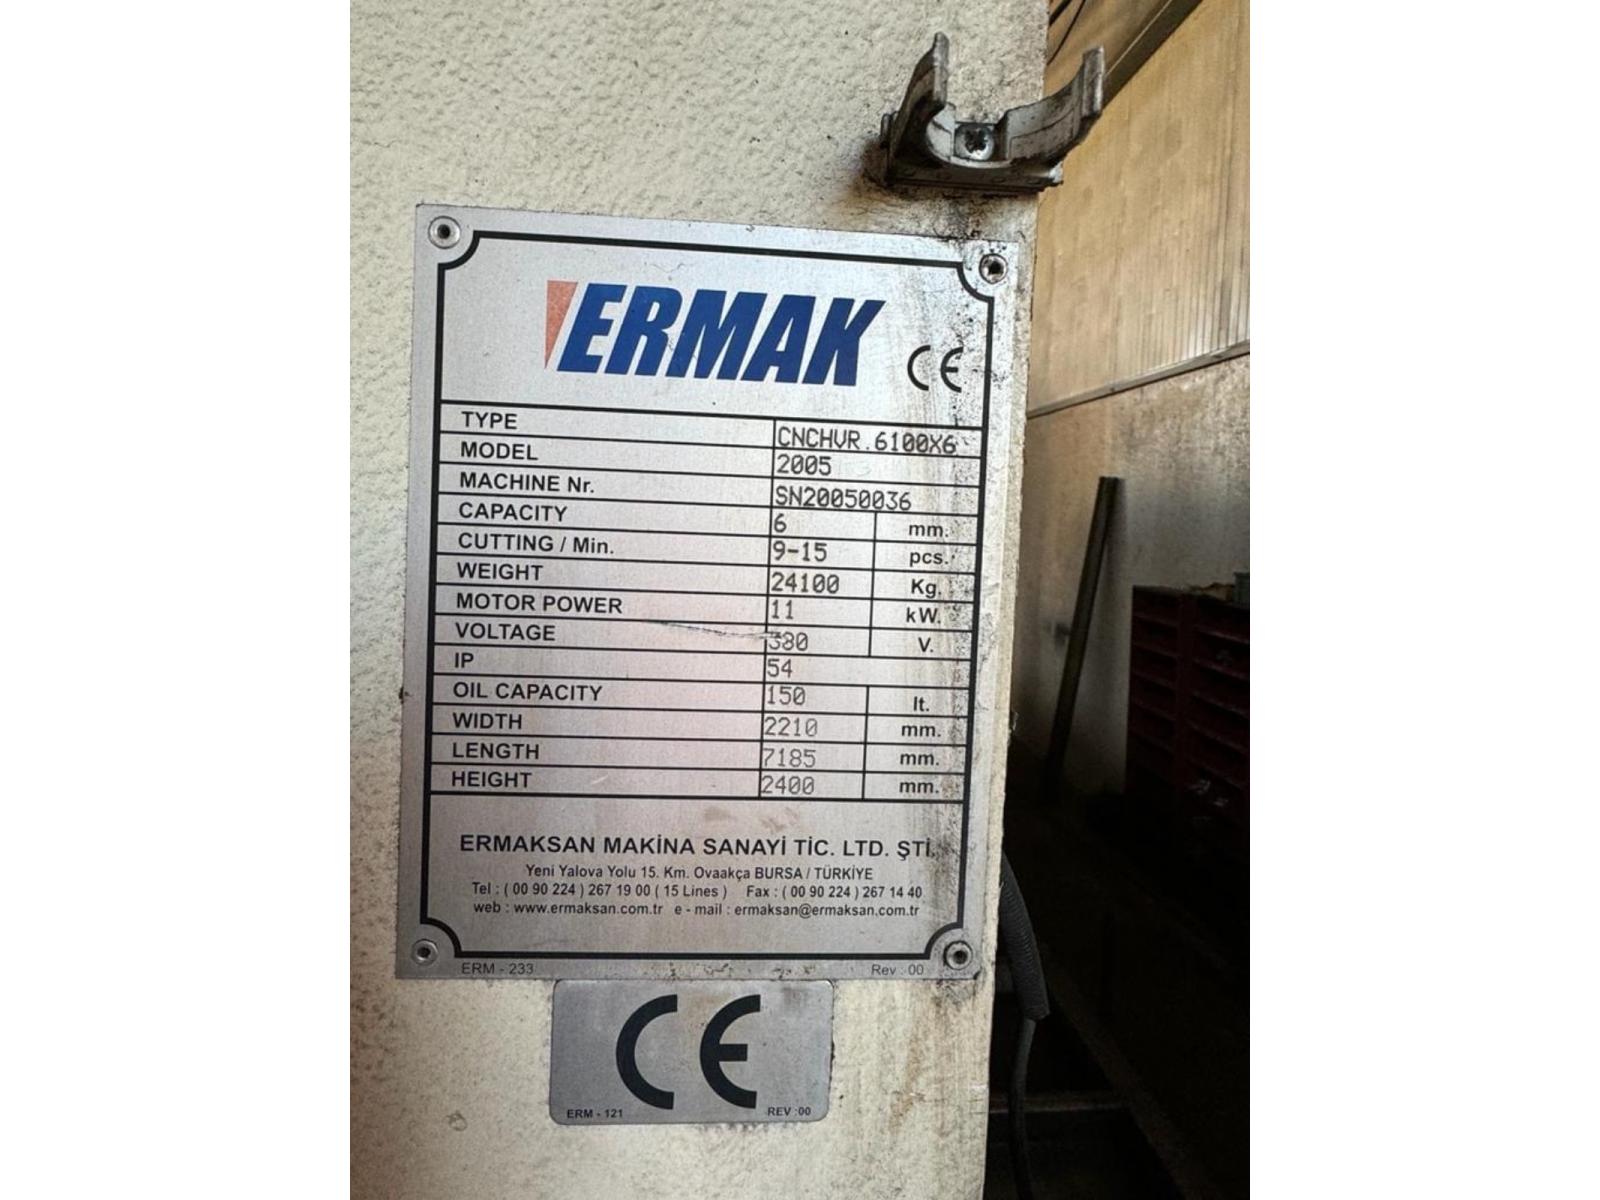 ERMAK CE
TYPE CNCHVR.6100X6
MODEL 2005
MACHINE Nr. SN20050036
CAPACITY 6 mm.
CUTTING / Min. 9-15 pcs.
WEIGHT 24100 Kg.
MOTOR POWER 11 kW.
VOLTAGE 380 V.
IP 54
OIL CAPACITY 150 lt.
WIDTH 2210 mm.
LENGTH 7185 mm.
HEIGHT 2400 mm.
ERMAKSAN MAKİNA SANAYİ TİC. LTD. ŞTİ.
Yeni Yalova Yolu 15. Km. Ovaakça BURSA / TÜRKİYE
Tel : ( 00 90 224 ) 267 19 00 ( 15 Lines ) Fax : ( 00 90 224 ) 267 14 40
web : www.ermaksan.com.tr e - mail : ermaksan@ermaksan.com.tr
ERM - 233 Rev : 00
CE
ERM - 121 REV :00